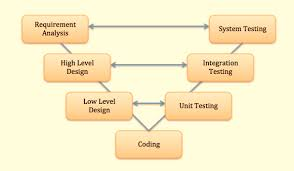 Requirement
Analysis
System Testing
High Level
Design
Integration
Testing
Low Level
Design
Unit Testing
Coding